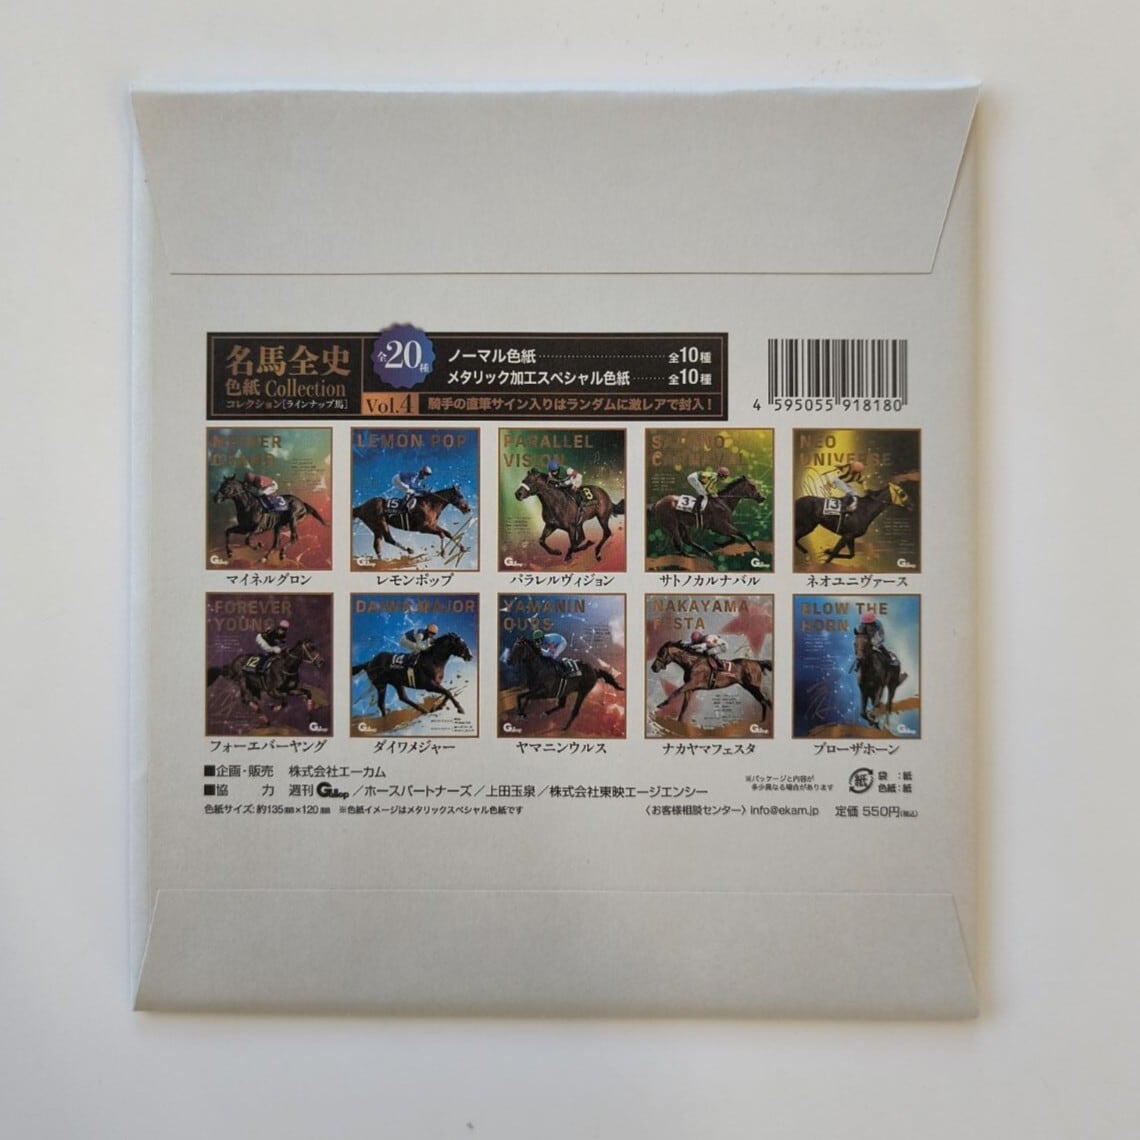 名馬全史
色紙 Collection
コレクション[ラインナップ馬]
全20種
Vol.4
ノーマル色紙 全10種
メタリック加工スペシャル色紙 全10種
騎手の直筆サイン入りはランダムに激レアで封入!
4 595055 918180
LEMON POP
PARALLEL VISION
SATONO CARNAVAL
NEO UNIVERSE
マイネルグロン
レモンポップ
パラレルヴィジョン
サトノカルナバル
ネオユニヴァース
FOREVER YOUNG
DAIWA MAJOR
YAMANIN OURS
NAKAYAMA FESTA
BLOW THE HORN
フォーエバーヤング
ダイワメジャー
ヤマニンウルス
ナカヤマフェスタ
ブローザホーン
■企画・販売 株式会社エーカム
■協力 週刊Gallop/ホースパートナーズ/上田玉泉/株式会社東映エージエンシー
色紙サイズ:約135㎜×120㎜ ※色紙イメージはメタリックスペシャル色紙です
※パッケージと内容が
多少異なる場合があります
紙
袋 :紙
色紙:紙
〈お客様相談センター〉info@ekam.jp 定価 550円(税込)